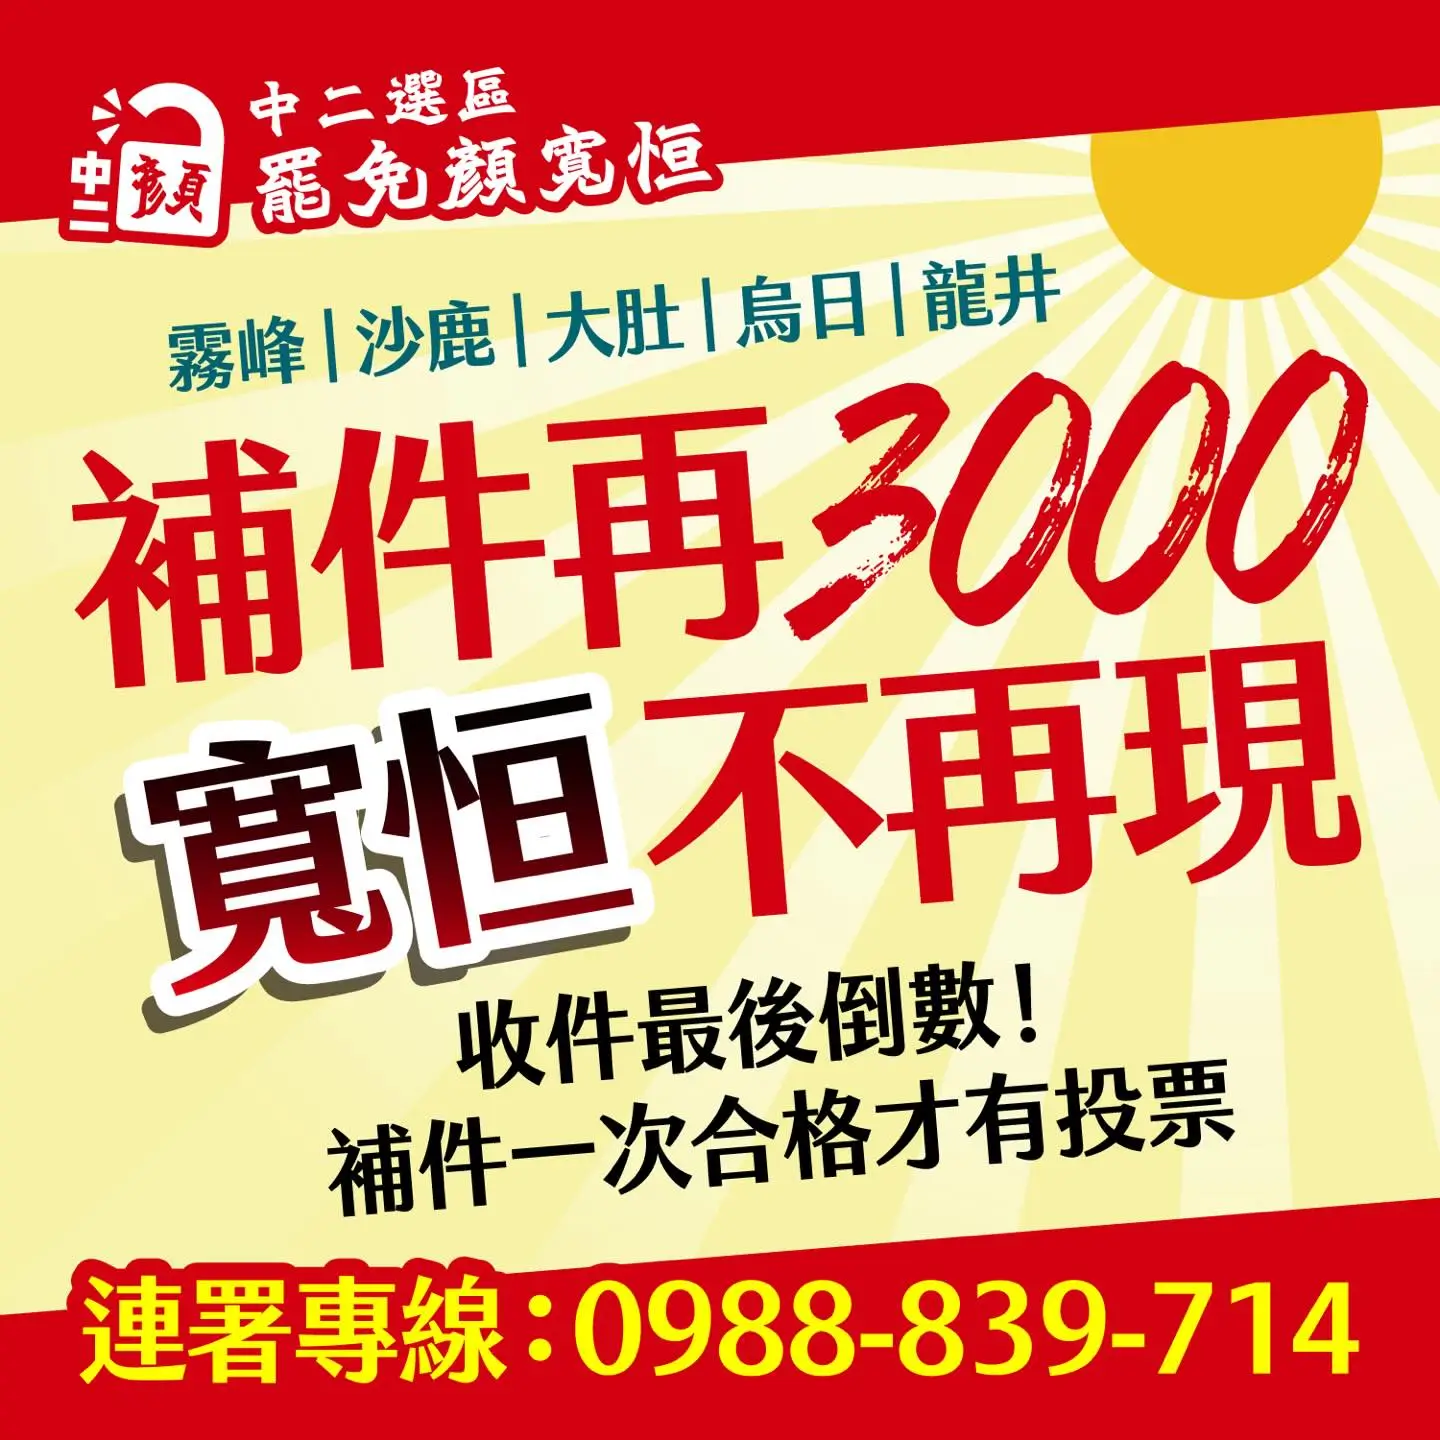 中二
顏
中二選區
罷免顏寬恒
霧峰|沙鹿|大肚|烏日|龍井
補件再3000
寬恒不再現
收件最後倒數!
補件一次合格才有投票
連署專線:0988-839-714